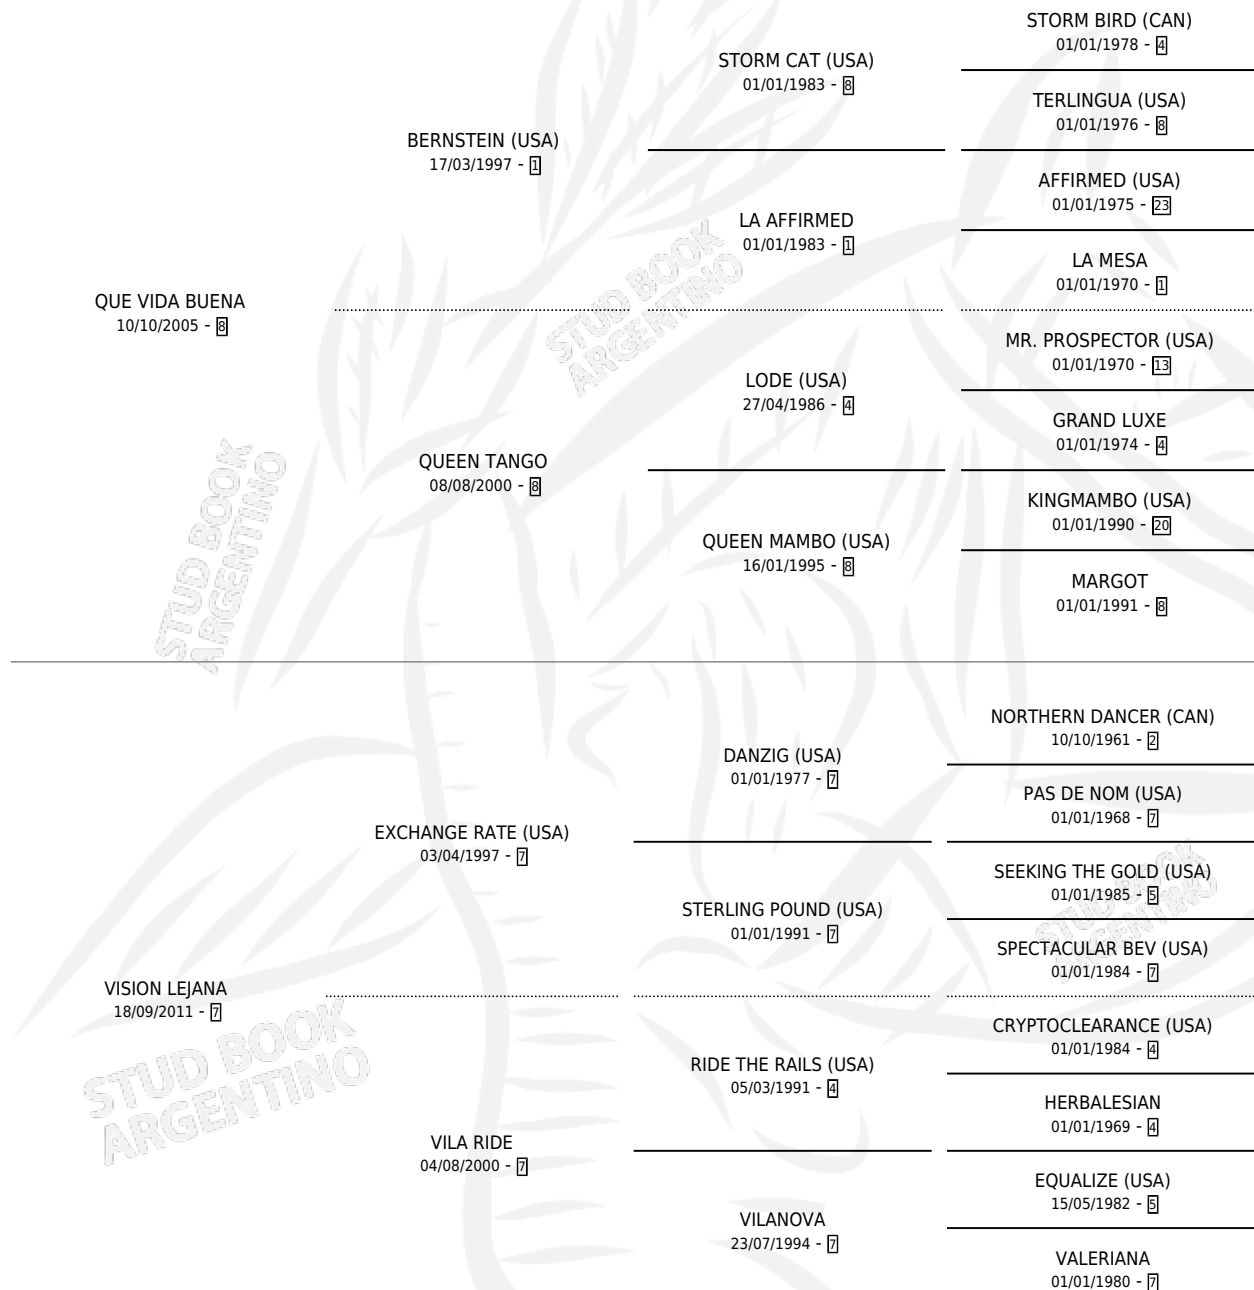 STORM BIRD (CAN)
01/01/1978 - 4
STORM CAT (USA)
01/01/1983 - 8
TERLINGUA (USA)
01/01/1976 - 8
BERNSTEIN (USA)
17/03/1997 - 1
AFFIRMED (USA)
01/01/1975 - 23
LA AFFIRMED
01/01/1983 - 1
LA MESA
01/01/1970 - 1
QUE VIDA BUENA
10/10/2005 - 8
MR. PROSPECTOR (USA)
01/01/1970 - 13
LODE (USA)
27/04/1986 - 4
GRAND LUXE
01/01/1974 - 4
QUEEN TANGO
08/08/2000 - 8
KINGMAMBO (USA)
01/01/1990 - 20
QUEEN MAMBO (USA)
16/01/1995 - 8
MARGOT
01/01/1991 - 8
NORTHERN DANCER (CAN)
10/10/1961 - 2
DANZIG (USA)
01/01/1977 - 7
PAS DE NOM (USA)
01/01/1968 - 7
EXCHANGE RATE (USA)
03/04/1997 - 7
SEEKING THE GOLD (USA)
01/01/1985 - 5
STERLING POUND (USA)
01/01/1991 - 7
SPECTACULAR BEV (USA)
01/01/1984 - 7
VISION LEJANA
18/09/2011 - 7
CRYPTOCLEARANCE (USA)
01/01/1984 - 4
RIDE THE RAILS (USA)
05/03/1991 - 4
HERBALESIAN
01/01/1969 - 4
VILA RIDE
04/08/2000 - 7
EQUALIZE (USA)
15/05/1982 - 5
VILANOVA
23/07/1994 - 7
VALERIANA
01/01/1980 - 7
STUD BOOK
ARGENTINO
STUD BOOK
ARGENTINO
STUD BOOK
ARGENTINO
STUD BOOK
ARGENTINO